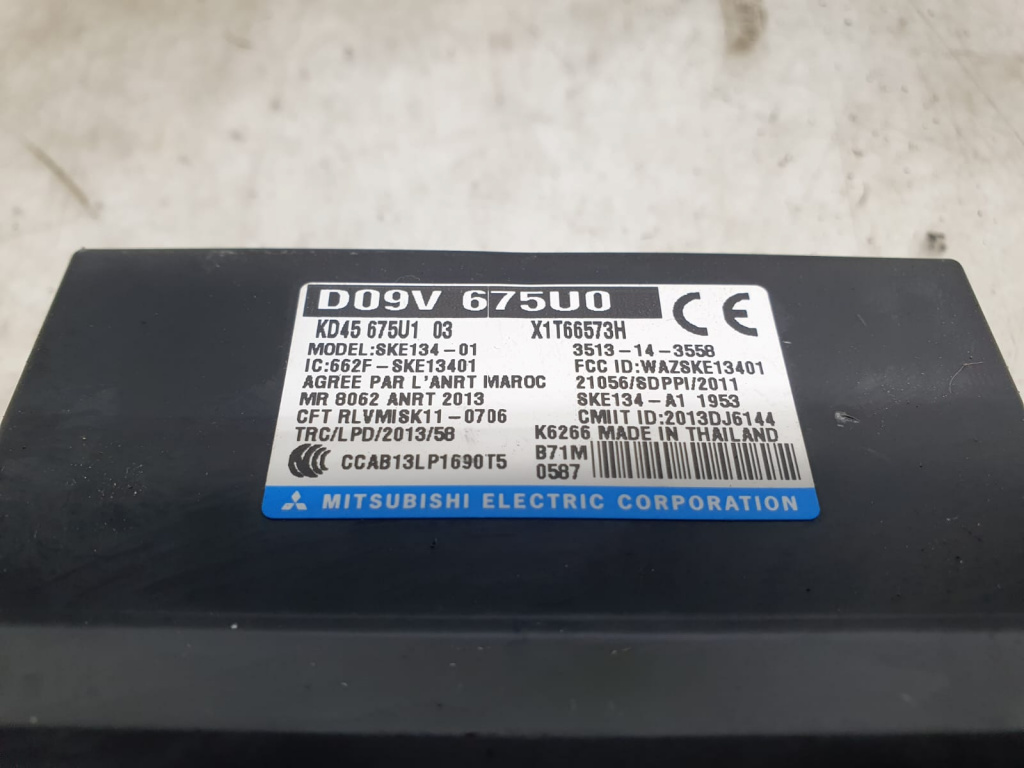 D09V 675U0
KD45 675U1 03 X1T66573H
MODEL:SKE134-01 3513-14-3558
IC:662F-SKE13401 FCC ID:WAZSKE13401
AGREE PAR L'ANRT MAROC 21056/SDPPI/2011
MR 8062 ANRT 2013 SKE134-A1 1953
CFT RLVMISK11-0706 CMIIT ID:2013DJ6144
TRC/LPD/2013/58 K6266 MADE IN THAILAND
CCAB13LP1690T5 B71M
0587
MITSUBISHI ELECTRIC CORPORATION
CE